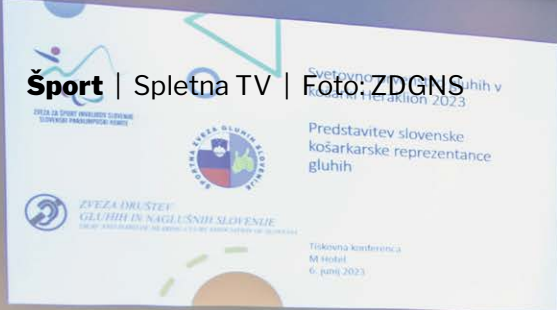 Šport | Spletna TV | Foto: ZDGNS
Svetovno prvenstvo gluhih v
košarki Heraklion 2023
ZVEZA ZA ŠPORT INVALIDOV SLOVENIJE
SLOVENSKI PARALIMPIJSKI KOMITE
Predstavitev slovenske
košarkarske reprezentance
gluhih
ŠPORTNA ZVEZA GLUHIH SLOVENIJE
ZVEZA DRUŠTEV
GLUHIH IN NAGLUŠNIH SLOVENIJE
Tiskovna konferenca
M Hotel
6. junij 2023